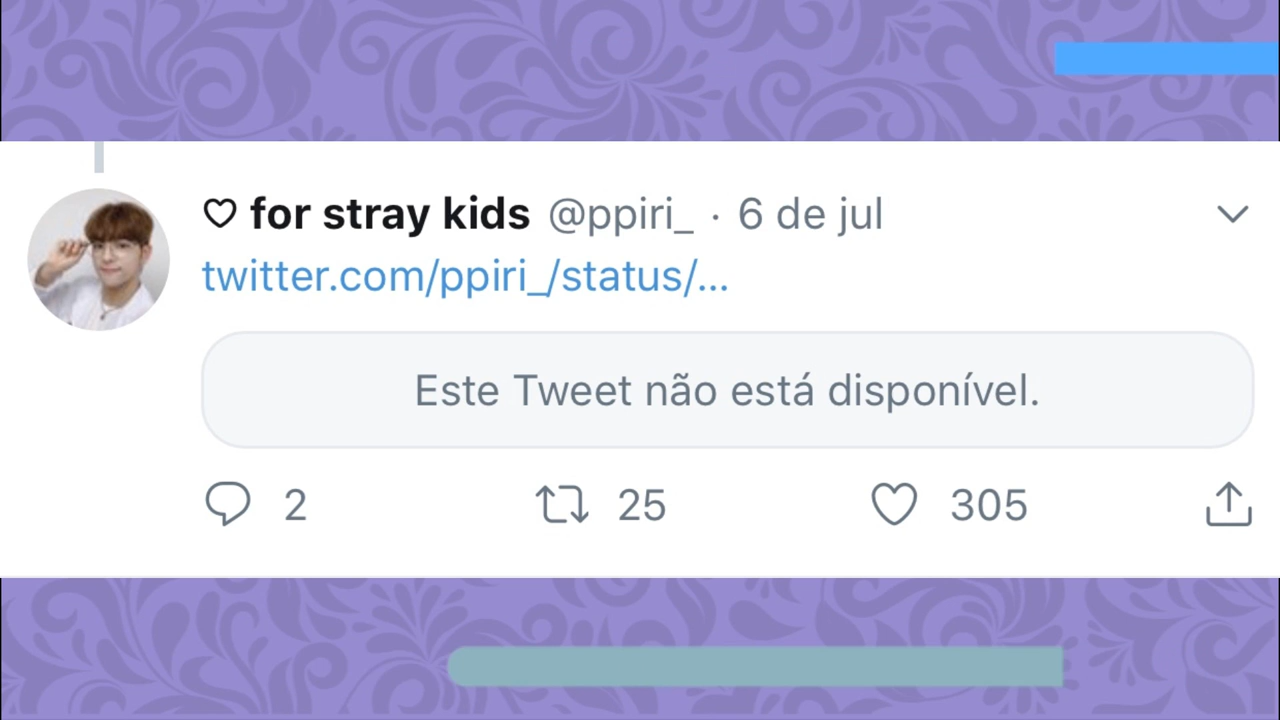 ♡ for stray kids @ppiri_ · 6 de jul
twitter.com/ppiri_/status/...
Este Tweet não está disponível.
2 25 305